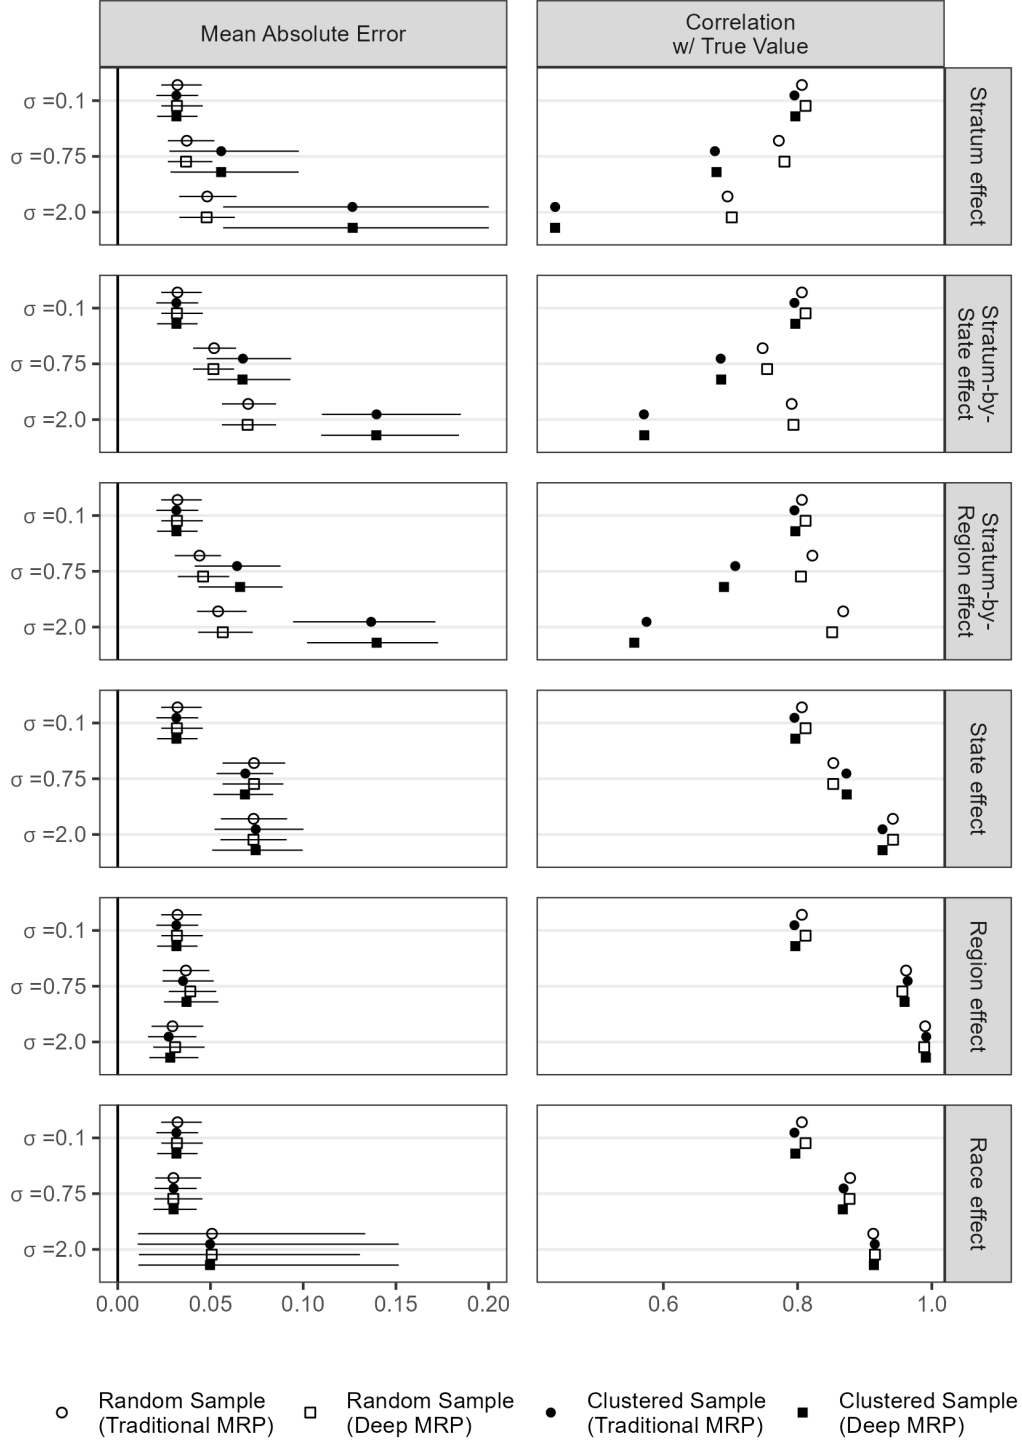 Mean Absolute Error
Correlation
w/ True Value
σ =0.1
σ =0.75
σ =2.0
Stratum effect
σ =0.1
σ =0.75
σ =2.0
Stratum-by-
State effect
σ =0.1
σ =0.75
σ =2.0
Stratum-by-
Region effect
σ =0.1
σ =0.75
σ =2.0
State effect
σ =0.1
σ =0.75
σ =2.0
Region effect
σ =0.1
σ =0.75
σ =2.0
Race effect
0.00 0.05 0.10 0.15 0.20
0.6 0.8 1.0
Random Sample
(Traditional MRP)
Random Sample
(Deep MRP)
Clustered Sample
(Traditional MRP)
Clustered Sample
(Deep MRP)